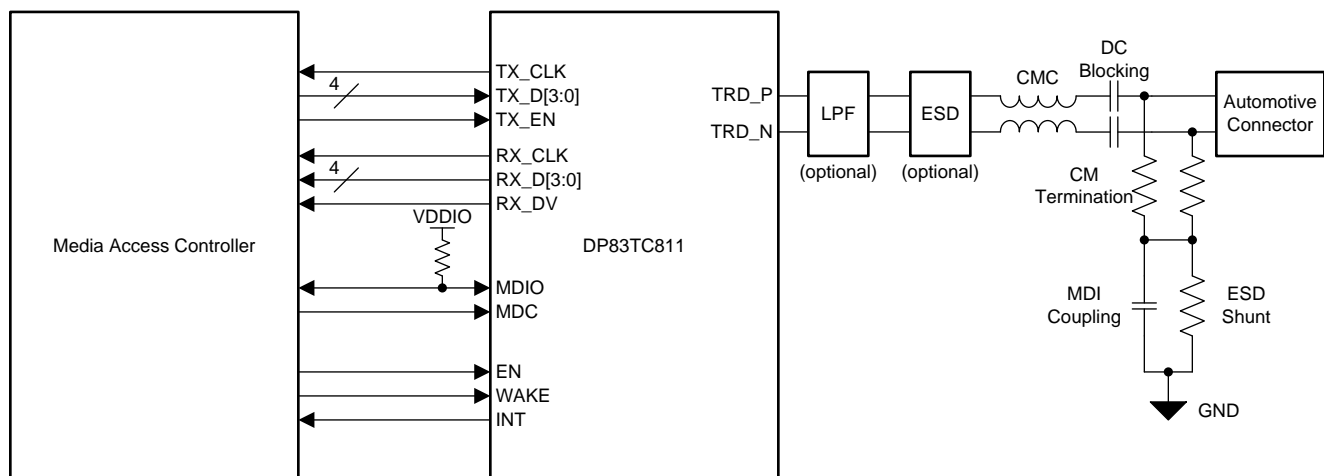 Media Access Controller
4
4
VDDIO
TX_CLK
TX_D[3:0]
TX_EN
RX_CLK
RX_D[3:0]
RX_DV
MDIO
MDC
EN
WAKE
INT
DP83TC811
TRD_P
TRD_N
LPF
(optional)
ESD
(optional)
CMC
DC
Blocking
Automotive
Connector
CM
Termination
MDI
Coupling
ESD
Shunt
GND